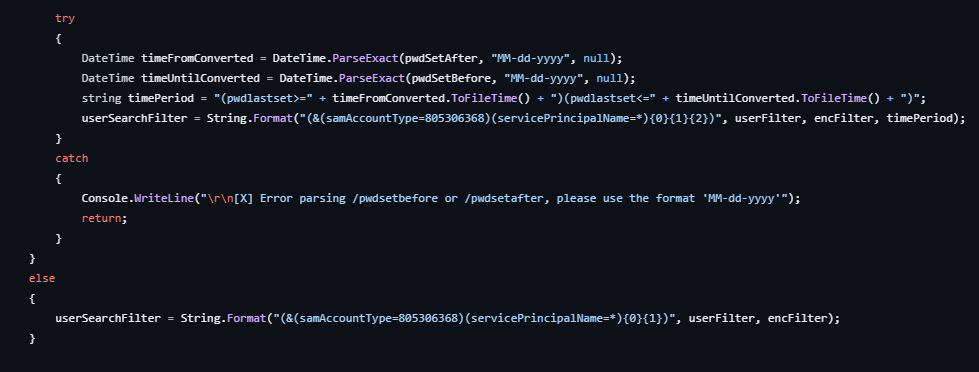 try
{
DateTime timeFromConverted = DateTime.ParseExact(pwdSetAfter, "MM-dd-yyyy", null);
DateTime timeUntilConverted = DateTime.ParseExact(pwdSetBefore, "MM-dd-yyyy", null);
string timePeriod = "(pwdlastset>=" + timeFromConverted.ToFileTime() + ")(pwdlastset<=" + timeUntilConverted.ToFileTime() + ")";
userSearchFilter = String.Format("(&(samAccountType=805306368)(servicePrincipalName=*){0}{1}{2})", userFilter, encFilter, timePeriod);
}
catch
{
Console.WriteLine("\r\n[X] Error parsing /pwdsetbefore or /pwdsetafter, please use the format 'MM-dd-yyyy'");
return;
}
}
else
{
userSearchFilter = String.Format("(&(samAccountType=805306368)(servicePrincipalName=*){0}{1})", userFilter, encFilter);
}